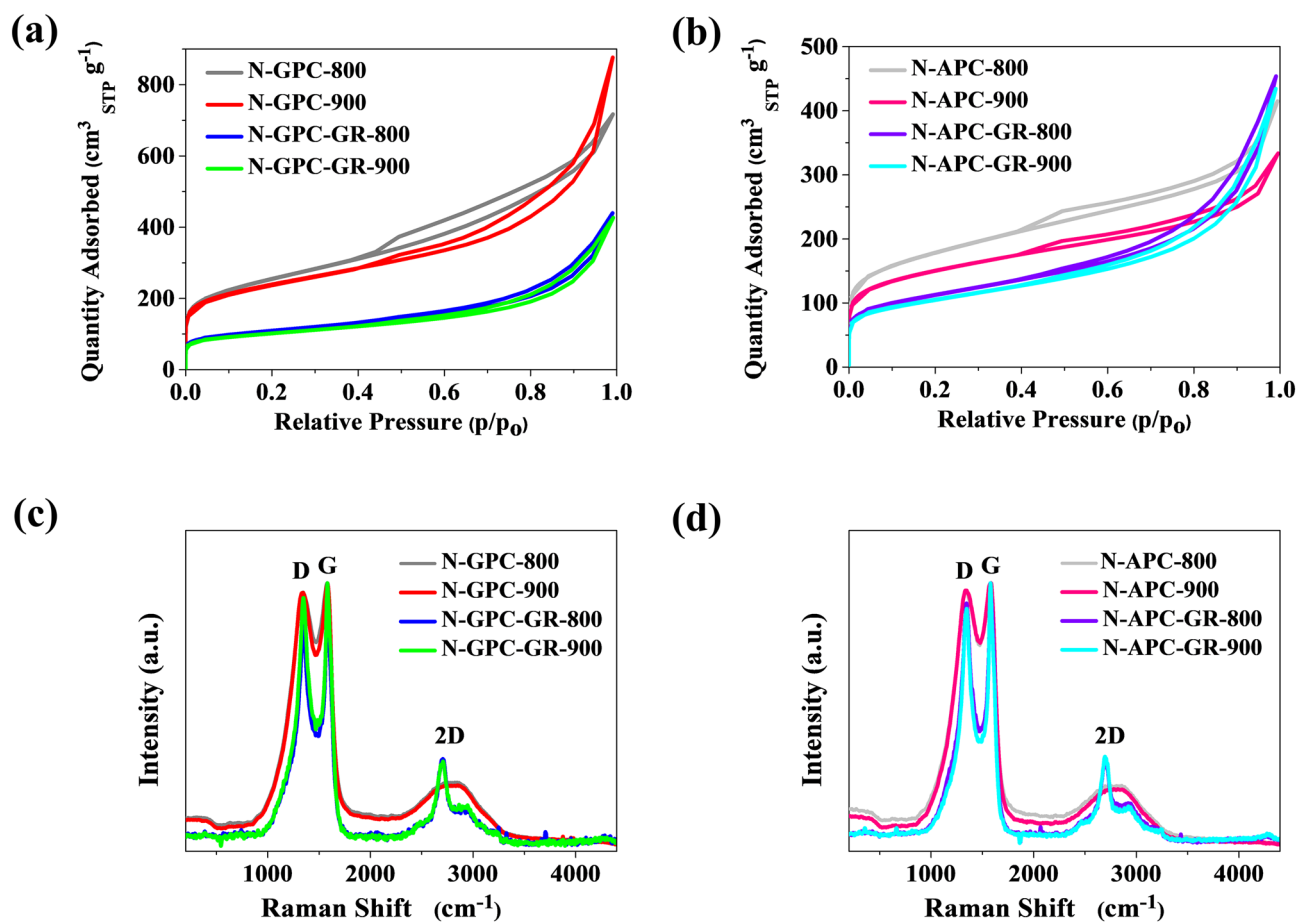 (a)
Quantity Adsorbed (cm³ STP g⁻¹)
800
600
400
200
0
N-GPC-800
N-GPC-900
N-GPC-GR-800
N-GPC-GR-900
0.0 0.2 0.4 0.6 0.8 1.0
Relative Pressure (p/p₀)
(b)
Quantity Adsorbed (cm³ STP g⁻¹)
500
400
300
200
100
0
N-APC-800
N-APC-900
N-APC-GR-800
N-APC-GR-900
0.0 0.2 0.4 0.6 0.8 1.0
Relative Pressure (p/p₀)
(c)
Intensity (a.u.)
D G
2D
N-GPC-800
N-GPC-900
N-GPC-GR-800
N-GPC-GR-900
1000 2000 3000 4000
Raman Shift (cm⁻¹)
(d)
Intensity (a.u.)
D G
2D
N-APC-800
N-APC-900
N-APC-GR-800
N-APC-GR-900
1000 2000 3000 4000
Raman Shift (cm⁻¹)